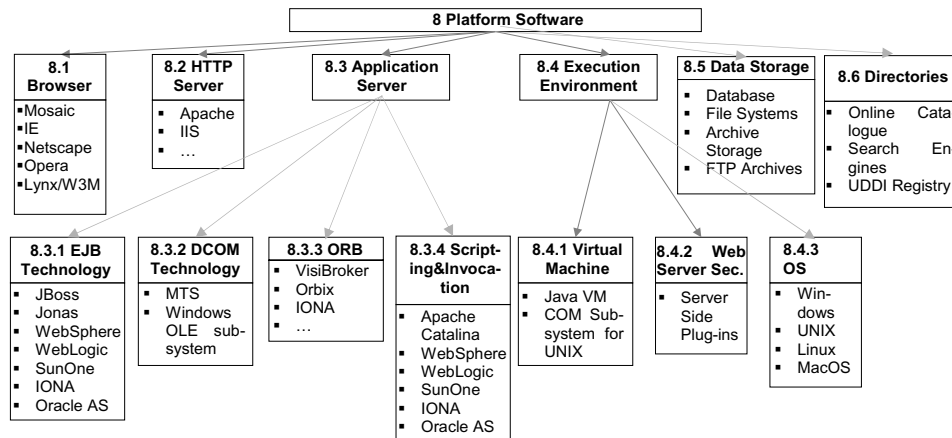 8 Platform Software
8.1
Browser
▪Mosaic
▪IE
▪Netscape
▪Opera
▪Lynx/W3M
8.2 HTTP
Server
▪ Apache
▪ IIS
▪ …
8.3 Application
Server
8.4 Execution
Environment
8.5 Data Storage
▪ Database
▪ File Systems
▪ Archive
Storage
▪ FTP Archives
8.6 Directories
▪ Online Cata-
logue
▪ Search En-
gines
▪ UDDI Registry
8.3.1 EJB
Technology
▪ JBoss
▪ Jonas
▪ WebSphere
▪ WebLogic
▪ SunOne
▪ IONA
▪ Oracle AS
8.3.2 DCOM
Technology
▪ MTS
▪ Windows
OLE sub-
system
8.3.3 ORB
▪ VisiBroker
▪ Orbix
▪ IONA
▪ …
8.3.4 Scrip-
ting&Invoca-
tion
▪ Apache
Catalina
▪ WebSphere
▪ WebLogic
▪ SunOne
▪ IONA
▪ Oracle AS
8.4.1 Virtual
Machine
▪ Java VM
▪ COM Sub-
system for
UNIX
8.4.2 Web
Server Sec.
▪ Server
Side
Plug-ins
8.4.3
OS
▪ Win-
dows
▪ UNIX
▪ Linux
▪ MacOS